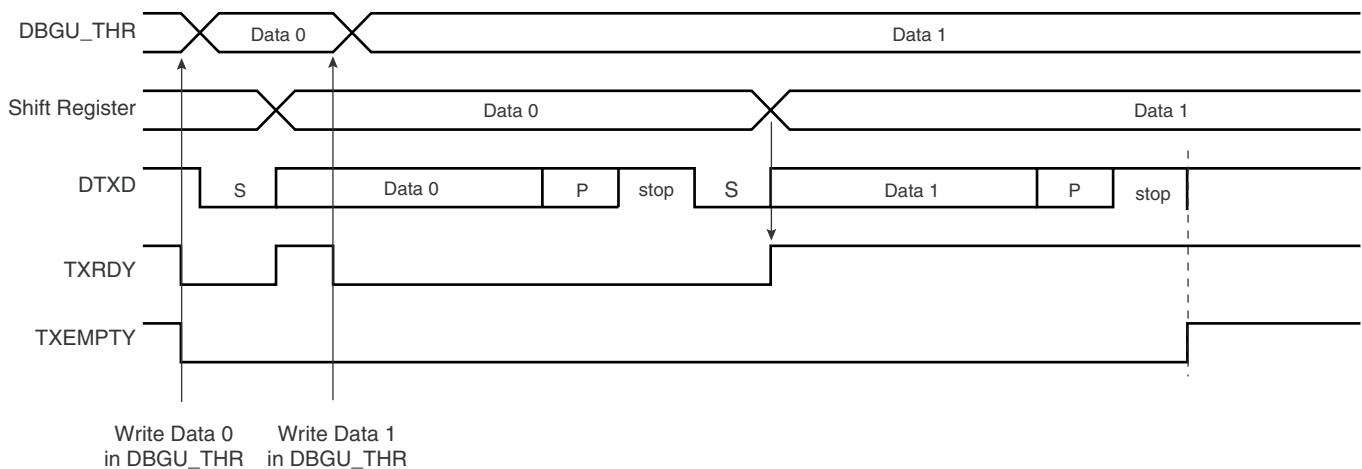 DBGU_THR
Data 0
Data 1
Shift Register
Data 0
Data 1
DTXD
S
Data 0
P
stop
S
Data 1
P
stop
TXRDY
TXEMPTY
Write Data 0
in DBGU_THR
Write Data 1
in DBGU_THR